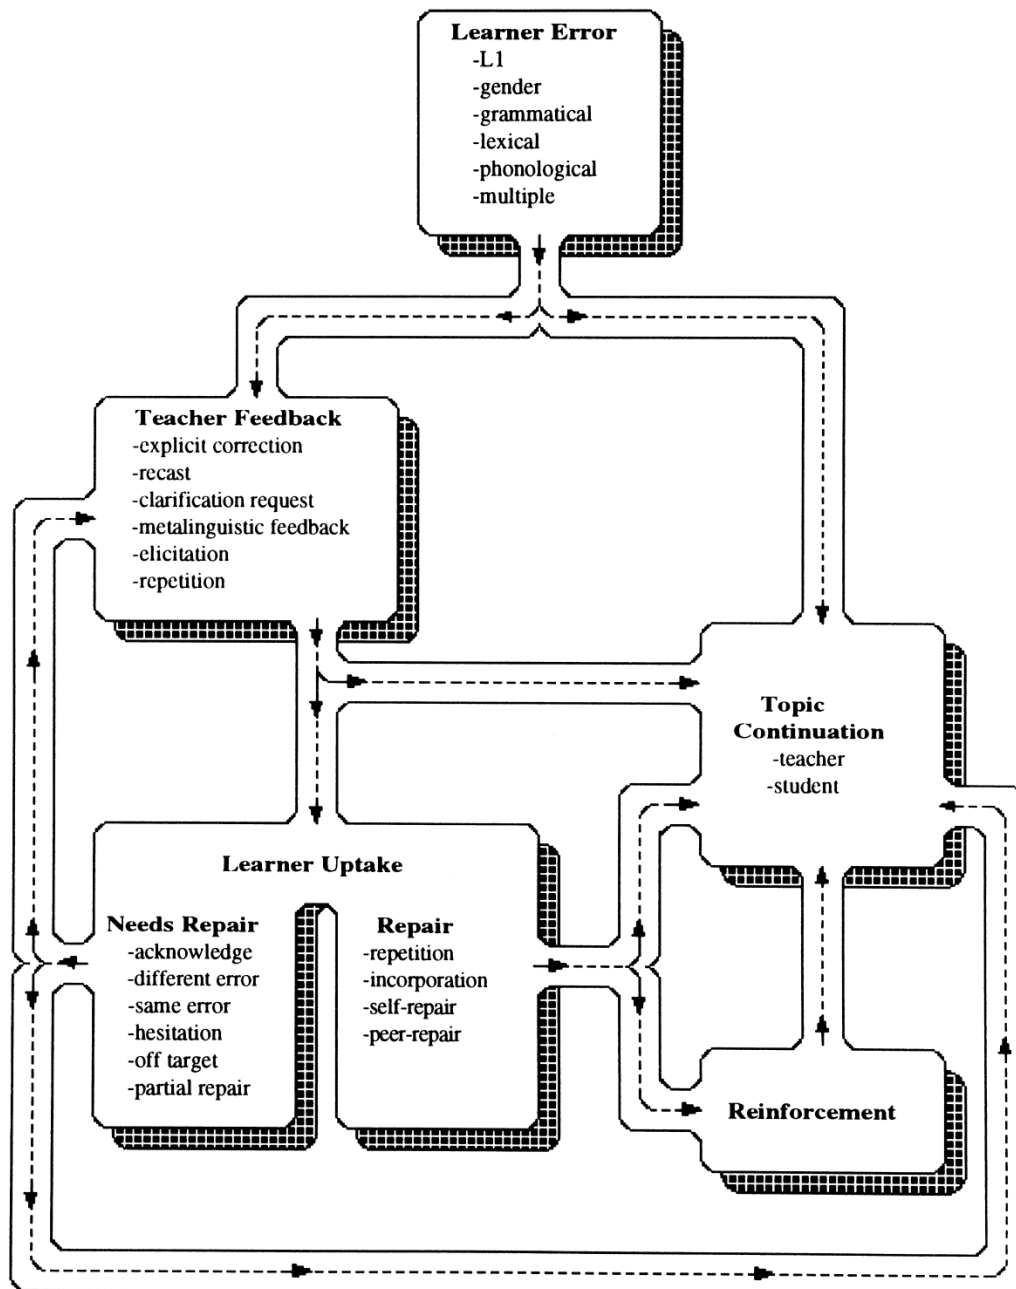 Learner Error
-L1
-gender
-grammatical
-lexical
-phonological
-multiple
Teacher Feedback
-explicit correction
-recast
-clarification request
-metalinguistic feedback
-elicitation
-repetition
Topic
Continuation
-teacher
-student
Learner Uptake
Needs Repair
-acknowledge
-different error
-same error
-hesitation
-off target
-partial repair
Repair
-repetition
-incorporation
-self-repair
-peer-repair
Reinforcement